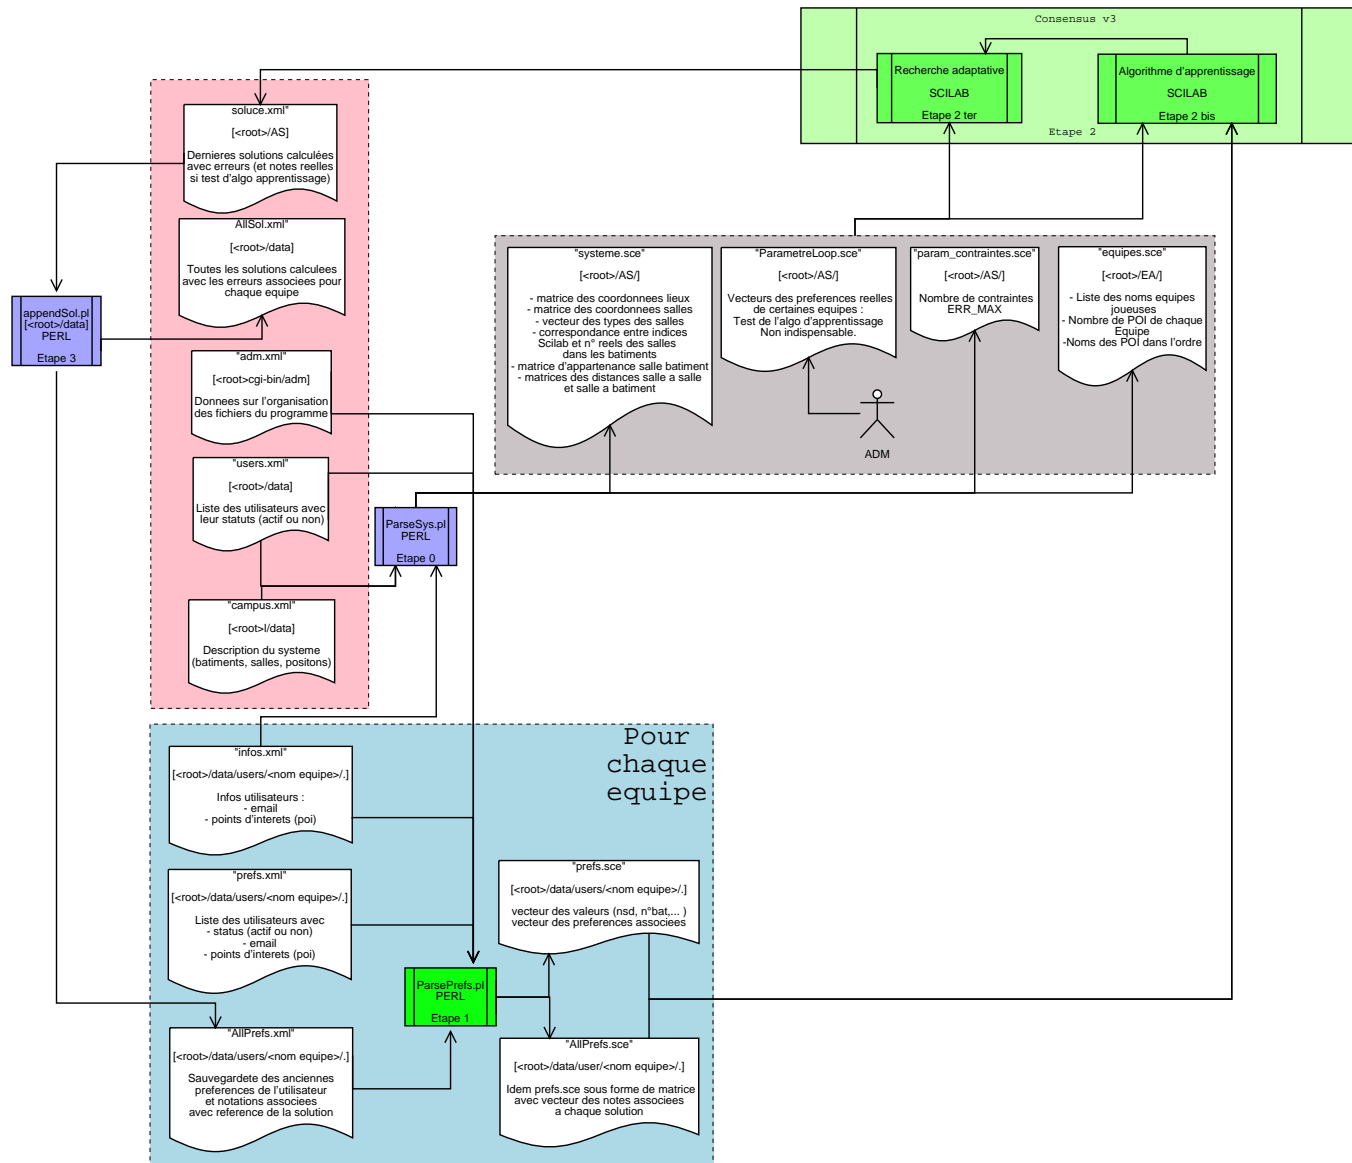 Consensus v3
Recherche adaptative
SCILAB
Etape 2 ter
Algorithme d'apprentissage
SCILAB
Etape 2 bis
Etape 2
soluce.xml"
[<root>/AS]
Dernieres solutions calculées
avec erreurs (et notes reelles
si test d'algo apprentissage)
AllSol.xml"
[<root>/data]
Toutes les solutions calculees
avec les erreurs associées pour
chaque equipe
appendSol.pl
[<root>/data]
PERL
Etape 3
"adm.xml"
[<root>cgi-bin/adm]
Donnees sur l'organisation
des fichiers du programme
"users.xml"
[<root>/data]
Liste des utilisateurs avec
leur statuts (actif ou non)
"campus.xml"
[<root>l/data]
Description du systeme
(batiments, salles, positons)
ParseSys.pl
PERL
Etape 0
"systeme.sce"
[<root>/AS/]
- matrice des coordonnees lieux
- matrice des coordonnées salles
- vecteur des types des salles
- correspondance entre indices
Scilab et n° reels des salles
dans les batiments
- matrice d'appartenance salle batiment
- matrices des distances salle a salle
et salle a batiment
"ParametreLoop.sce"
[<root>/AS/]
Vecteurs des preferences reelles
de certaines equipes :
Test de l'algo d'apprentissage
Non indispensable.
ADM
"param_contraintes.sce"
[<root>/AS/]
Nombre de contraintes
ERR_MAX
"equipes.sce"
[<root>/EA/]
- Liste des noms equipes
joueuses
- Nombre de POI de chaque
Equipe
-Noms des POI dans l'ordre
Pour
chaque
equipe
"infos.xml"
[<root>/data/users/<nom equipe>/.]
Infos utilisateurs :
- email
- points d'interets (poi)
"prefs.xml"
[<root>/data/users/<nom equipe>/.]
Liste des utilisateurs avec
- status (actif ou non)
- email
- points d'interets (poi)
"AllPrefs.xml"
[<root>/data/users/<nom equipe>/.]
Sauvegardete des anciennes
preferences de l'utilisateur
et notations associees
avec reference de la solution
ParsePrefs.pl
PERL
Etape 1
"prefs.sce"
[<root>/data/users/<nom equipe>/.]
vecteur des valeurs (nsd, n°bat,... )
vecteur des preferences associees
"AllPrefs.sce"
[<root>/data/user/<nom equipe>/.]
Idem prefs.sce sous forme de matrice
avec vecteur des notes associees
a chaque solution